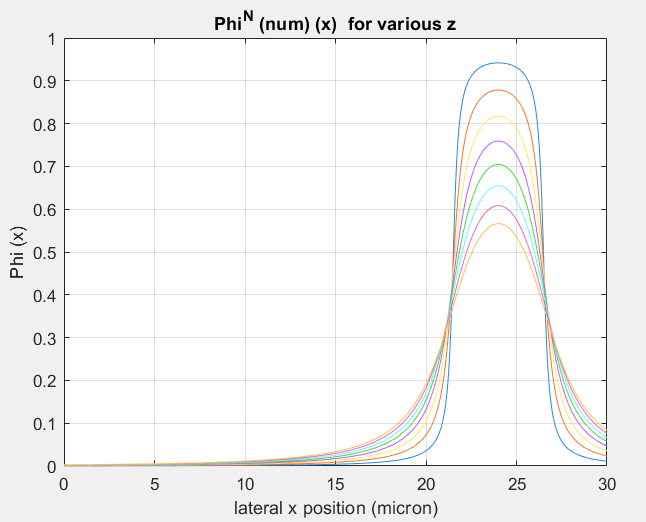 Phi^N (num) (x)  for various z
1
0.9
0.8
0.7
0.6
0.5
0.4
0.3
0.2
0.1
0
Phi (x)
0 5 10 15 20 25 30
lateral x position (micron)